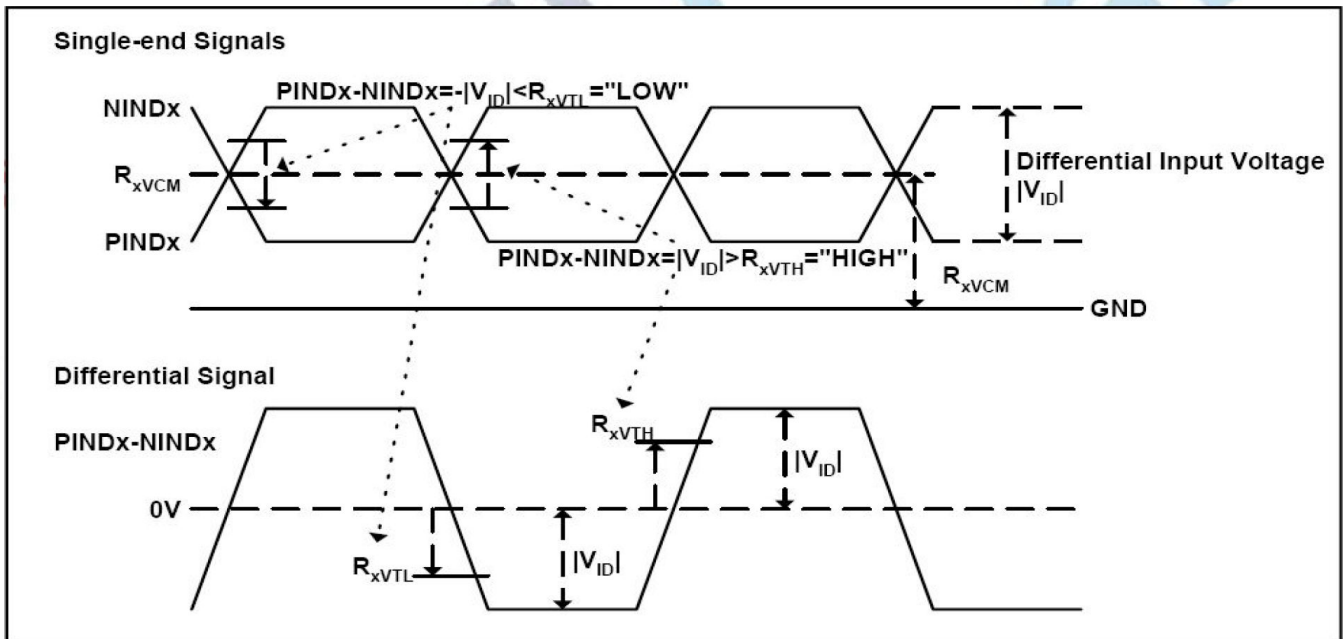 Single-end Signals
PINDx-NINDx=-|VID|<RxVTL="LOW"
NINDx
RxVCM
Differential Input Voltage
|VID|
PINDx
PINDx-NINDx=|VID|>RxVTH="HIGH"
RxVCM
GND
Differential Signal
RxVTH
PINDx-NINDx
|VID|
0V
RxVTL
|VID|